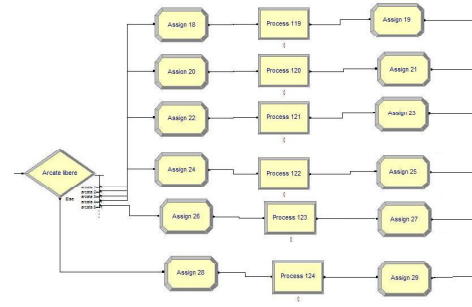 Assign 18 Process 119 Assign 19
Assign 20 Process 120 Assign 21
Assign 22 Process 121 Assign 23
Arcate libere
Assign 24 Process 122 Assign 25
Else
Assign 26 Process 123 Assign 27
Assign 28 Process 124 Assign 29